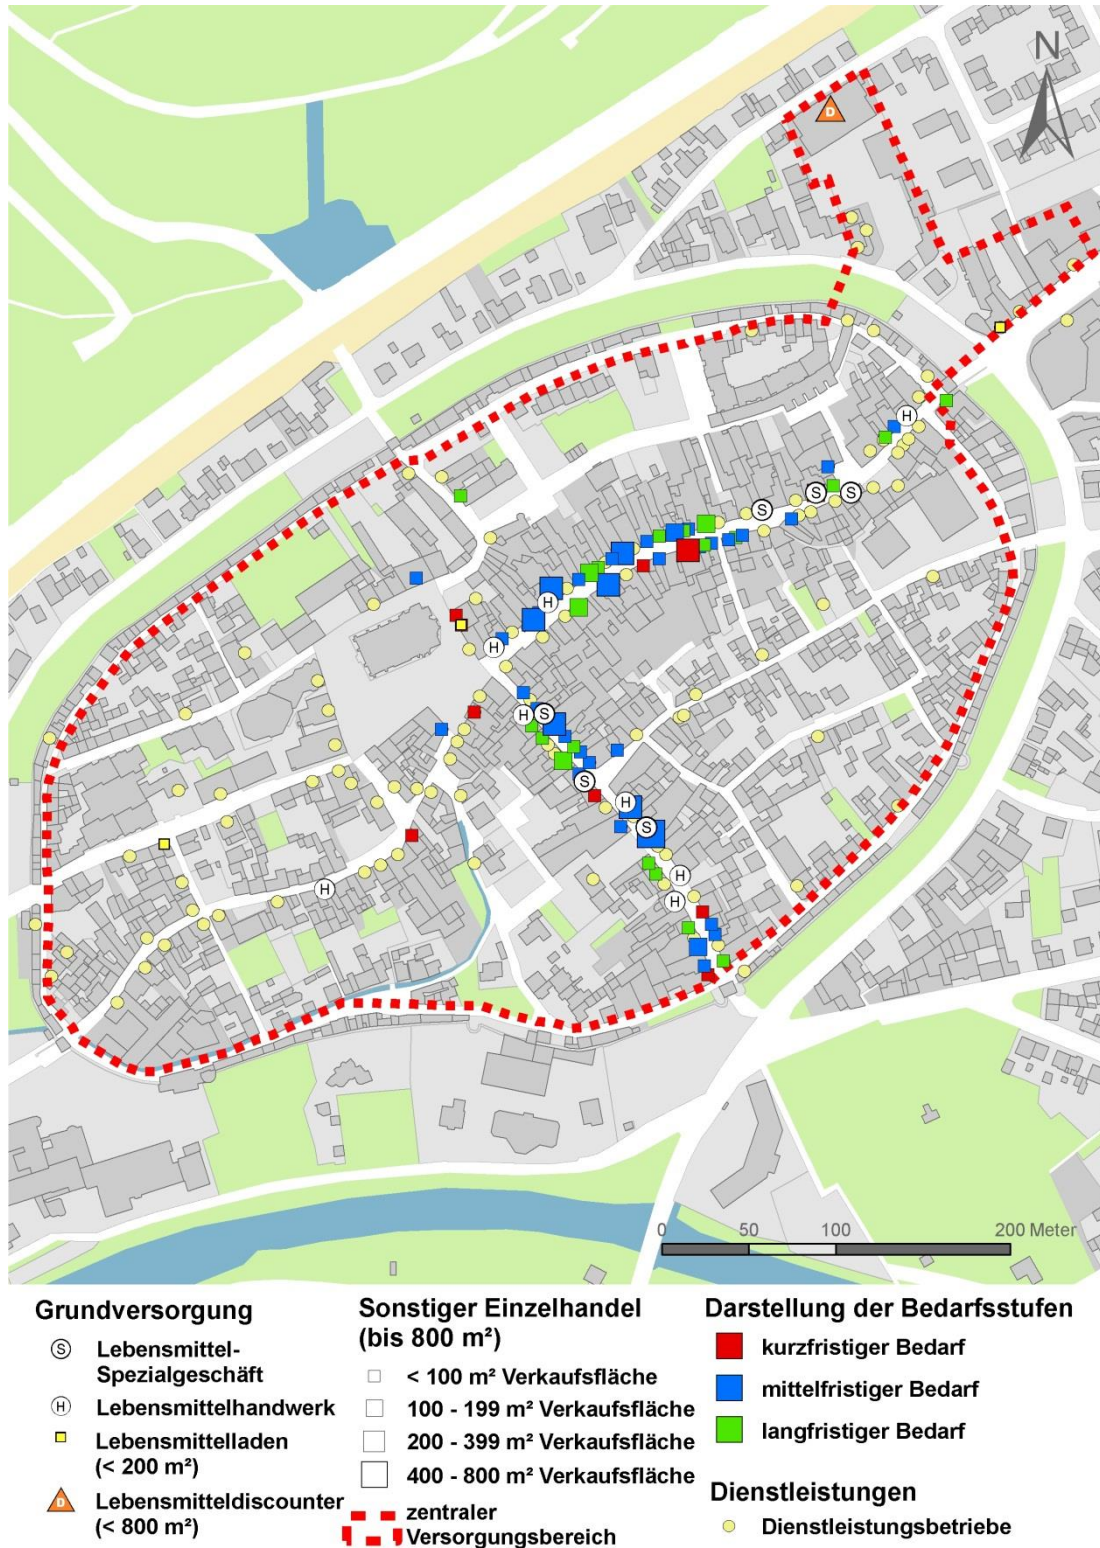 N
D
H
S
S
S
H
H
H
S
S
H
S
H
H
H
0
50
100
200 Meter
Grundversorgung
S
Lebensmittel-
Spezialgeschäft
H
Lebensmittelhandwerk
Lebensmittelladen
(< 200 m²)
D
Lebensmitteldiscounter
(< 800 m²)
Sonstiger Einzelhandel
(bis 800 m²)
< 100 m² Verkaufsfläche
100 - 199 m² Verkaufsfläche
200 - 399 m² Verkaufsfläche
400 - 800 m² Verkaufsfläche
zentraler
Versorgungsbereich
Darstellung der Bedarfsstufen
kurzfristiger Bedarf
mittelfristiger Bedarf
langfristiger Bedarf
Dienstleistungen
Dienstleistungsbetriebe